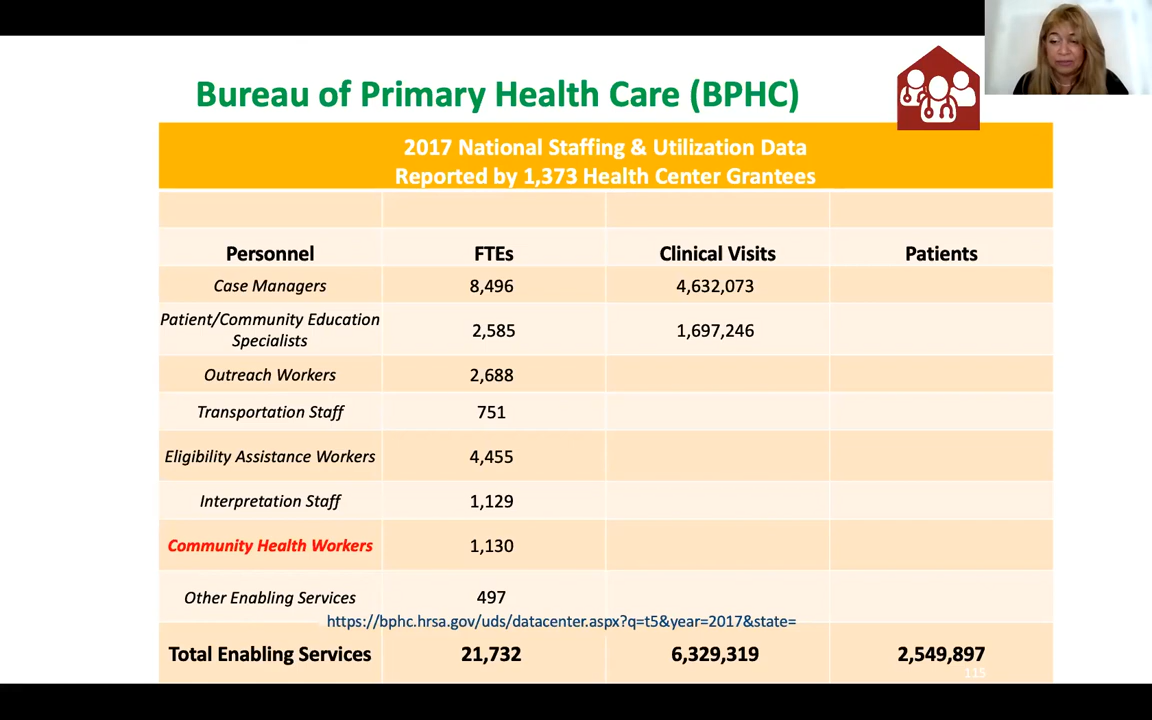 Bureau of Primary Health Care (BPHC)
2017 National Staffing & Utilization Data
Reported by 1,373 Health Center Grantees
Personnel FTEs Clinical Visits Patients
Case Managers 8,496 4,632,073
Patient/Community Education
Specialists 2,585 1,697,246
Outreach Workers 2,688
Transportation Staff 751
Eligibility Assistance Workers 4,455
Interpretation Staff 1,129
Community Health Workers 1,130
Other Enabling Services 497
https://bphc.hrsa.gov/uds/datacenter.aspx?q=t5&year=2017&state=
Total Enabling Services 21,732 6,329,319 2,549,897
115